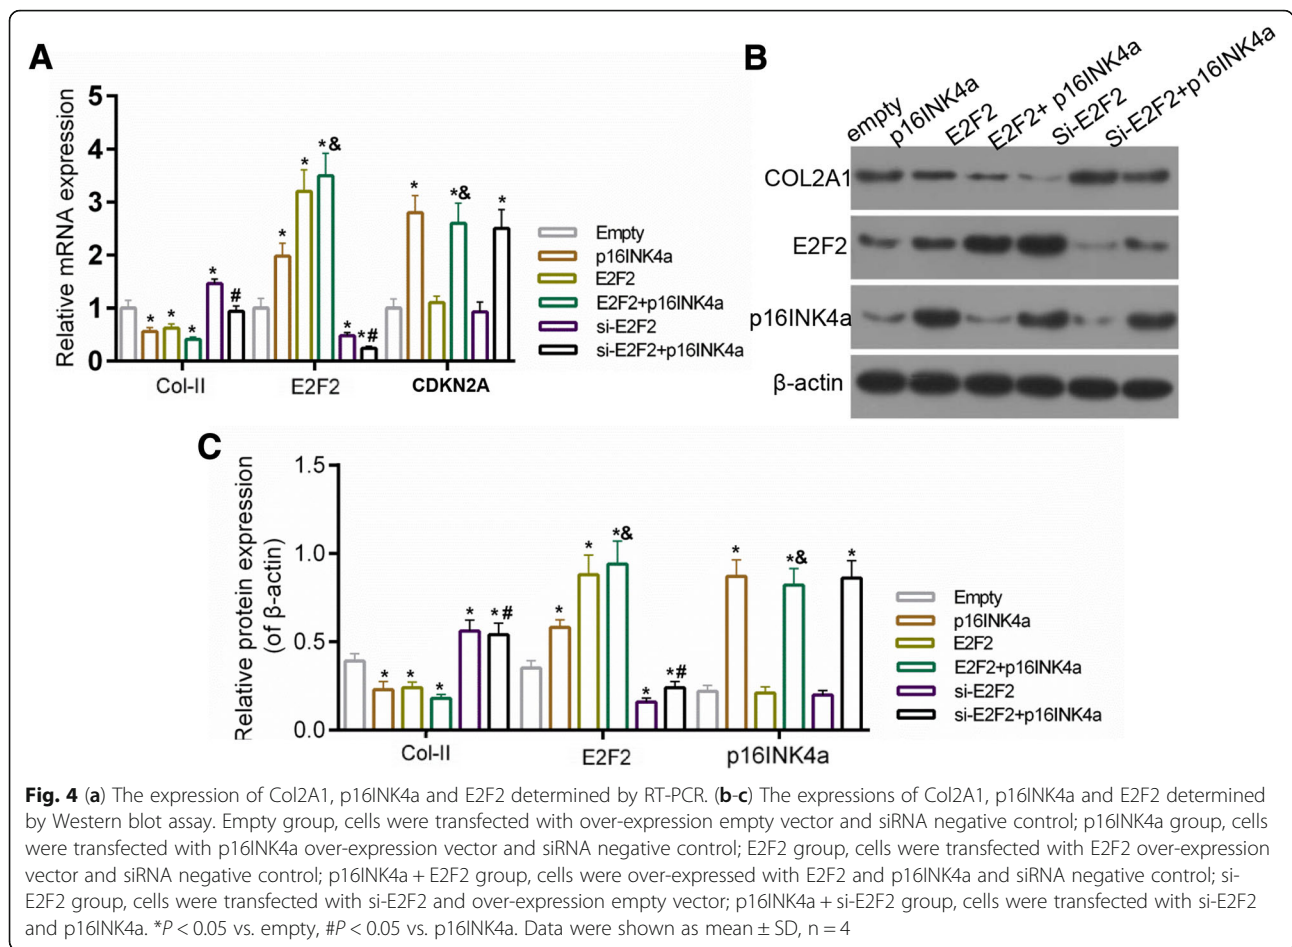 A
Relative mRNA expression
5
4
3
2
1
0
* * * * #
* * * *& * *#
* *& *
Col-II E2F2 CDKN2A
Empty
p16INK4a
E2F2
E2F2+p16INK4a
si-E2F2
si-E2F2+p16INK4a
B
empty
p16INK4a
E2F2
E2F2+ p16INK4a
Si-E2F2
Si-E2F2+p16INK4a
COL2A1
E2F2
p16INK4a
β-actin
C
Relative protein expression
(of β-actin)
1.5
1.0
0.5
0.0
* * * * *#
* * *& * *#
* *& *
Col-II E2F2 p16INK4a
Empty
p16INK4a
E2F2
E2F2+p16INK4a
si-E2F2
si-E2F2+p16INK4a
Fig. 4 (a) The expression of Col2A1, p16INK4a and E2F2 determined by RT-PCR. (b-c) The expressions of Col2A1, p16INK4a and E2F2 determined
by Western blot assay. Empty group, cells were transfected with over-expression empty vector and siRNA negative control; p16INK4a group, cells
were transfected with p16INK4a over-expression vector and siRNA negative control; E2F2 group, cells were transfected with E2F2 over-expression
vector and siRNA negative control; p16INK4a + E2F2 group, cells were over-expressed with E2F2 and p16INK4a and siRNA negative control; si-
E2F2 group, cells were transfected with si-E2F2 and over-expression empty vector; p16INK4a + si-E2F2 group, cells were transfected with si-E2F2
and p16INK4a. *P < 0.05 vs. empty, #P < 0.05 vs. p16INK4a. Data were shown as mean ± SD, n = 4